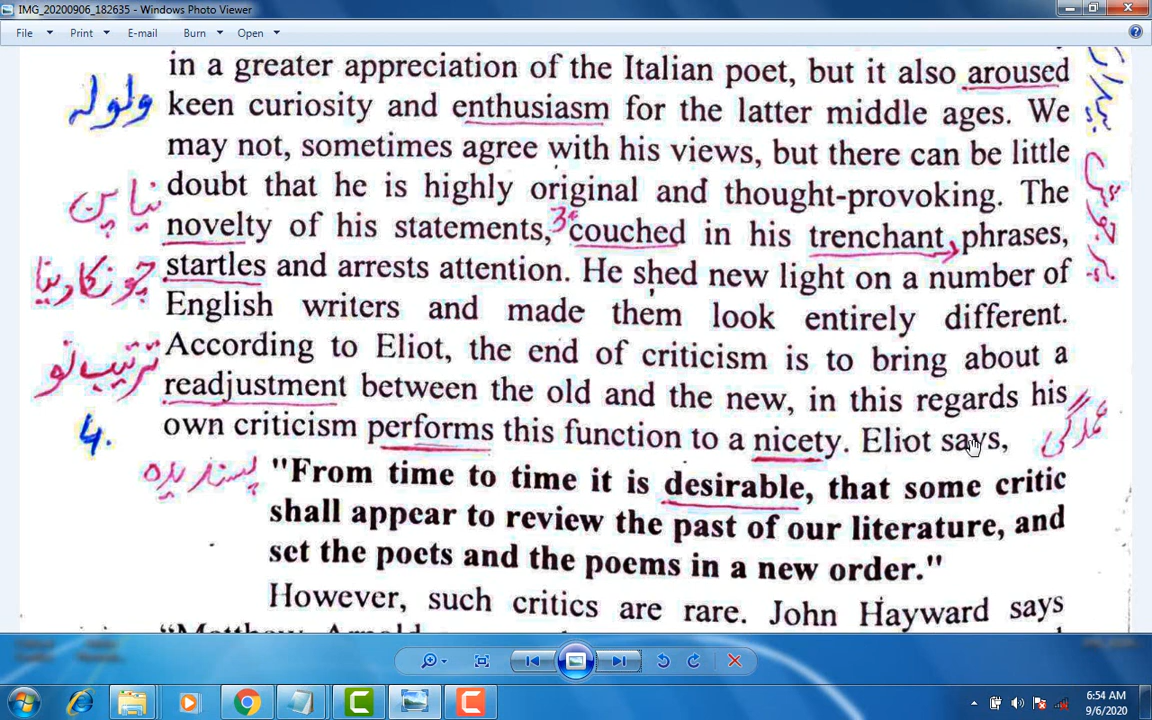 IMG_20200906_182635 - Windows Photo Viewer
File Print E-mail Burn Open
in a greater appreciation of the Italian poet, but it also aroused
ولولہ keen curiosity and enthusiasm for the latter middle ages. We
may not, sometimes agree with his views, but there can be little
نیا پن doubt that he is highly original and thought-provoking. The
novelty of his statements, couched in his trenchant phrases,
چونکا دینا startles and arrests attention. He shed new light on a number of
English writers and made them look entirely different.
ترتیب نو According to Eliot, the end of criticism is to bring about a
readjustment between the old and the new, in this regards his
4. own criticism performs this function to a nicety. Eliot says, عمدگی
پسندیدہ "From time to time it is desirable, that some critic
shall appear to review the past of our literature, and
set the poets and the poems in a new order."
However, such critics are rare. John Hayward says
"Matthew Arnold
6:54 AM
9/6/2020